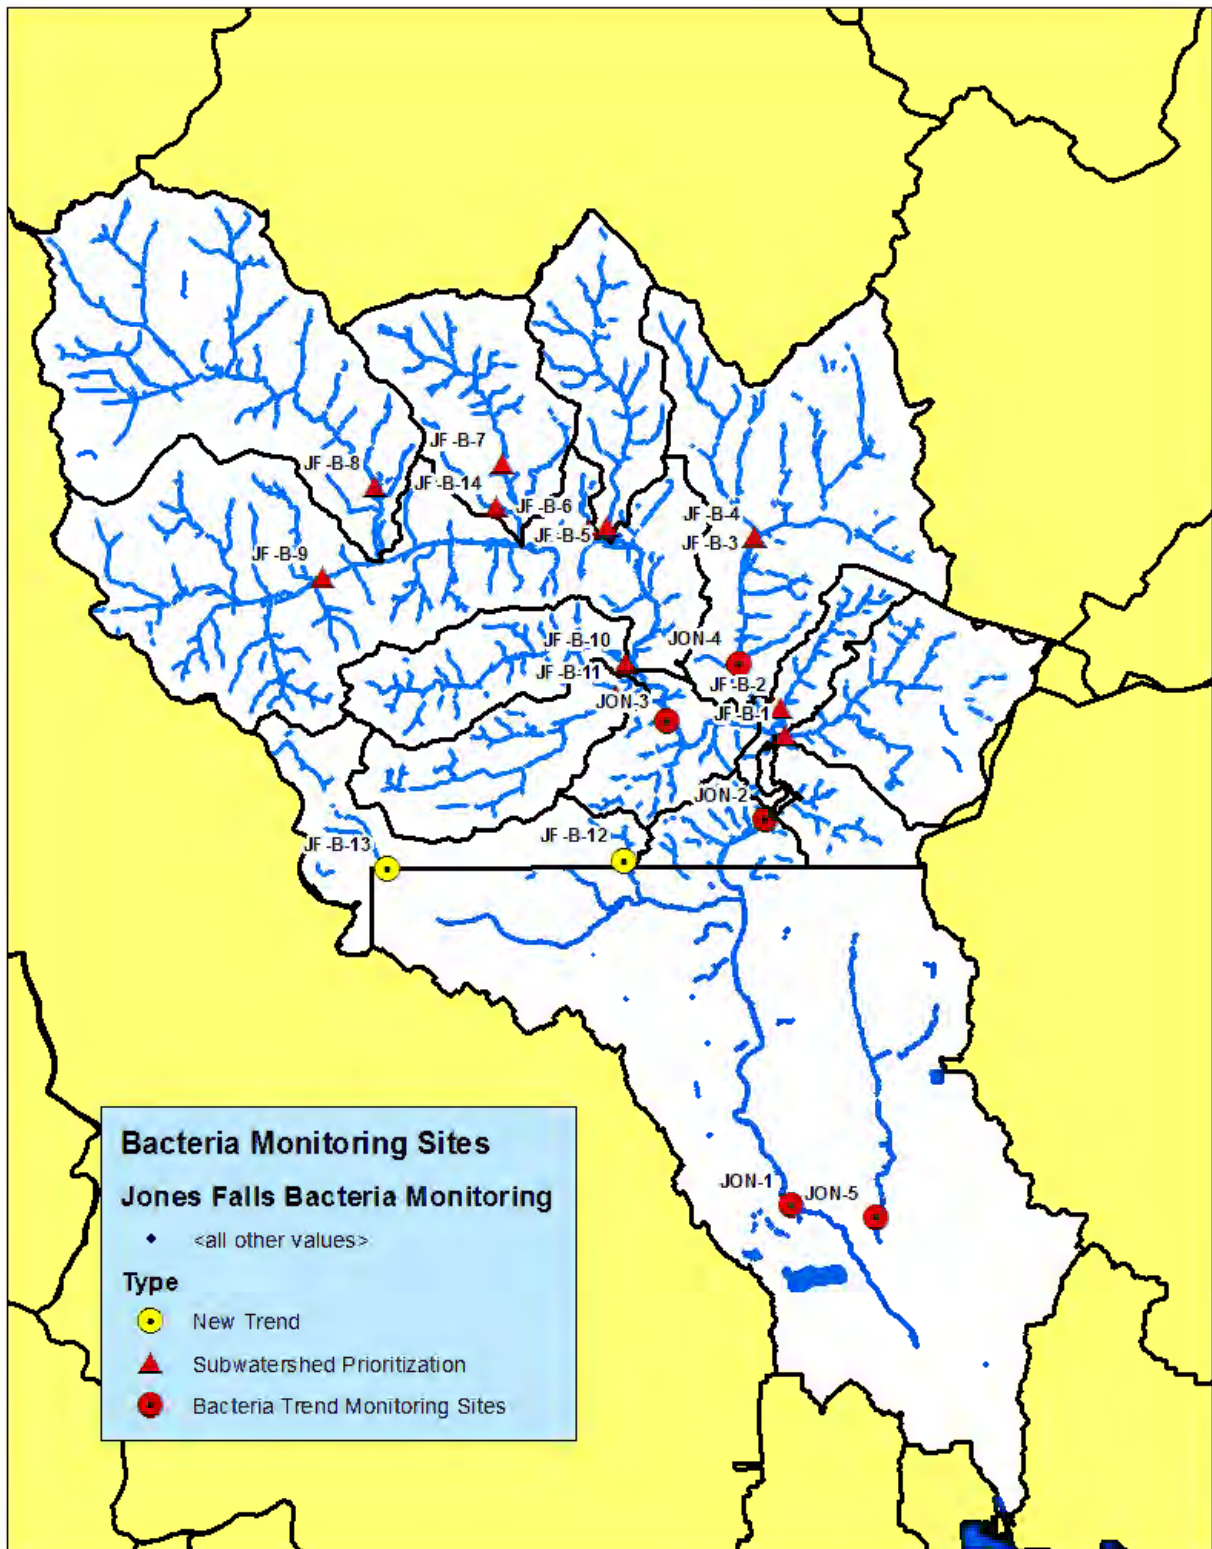 JF-B-7
JF-B-8
JF-B-14
JF-B-6
JF-B-4
JF-B-5
JF-B-3
JF-B-9
JON-4
JF-B-10
JF-B-11
JF-B-2
JON-3
JF-B-1
JON-2
JF-B-12
JF-B-13
JON-1
JON-5
Bacteria Monitoring Sites
Jones Falls Bacteria Monitoring
<all other values>
Type
New Trend
Subwatershed Prioritization
Bacteria Trend Monitoring Sites